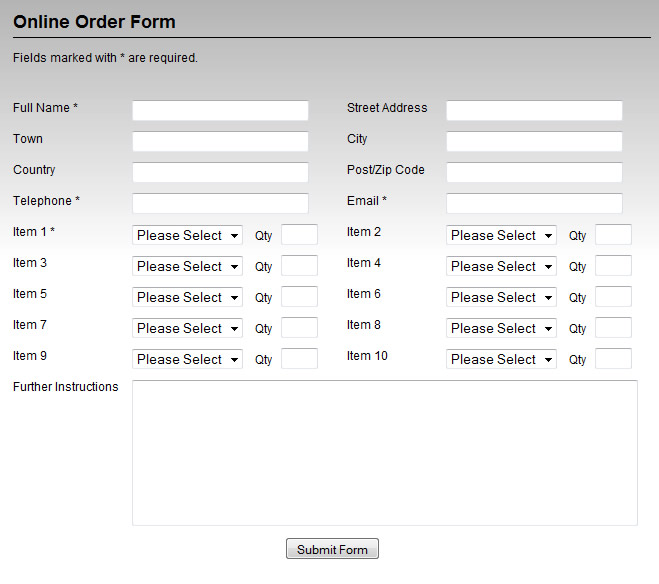 Online Order Form
Fields marked with * are required.
Full Name * Street Address
Town City
Country Post/Zip Code
Telephone * Email *
Item 1 * Please Select Qty Item 2 Please Select Qty
Item 3 Please Select Qty Item 4 Please Select Qty
Item 5 Please Select Qty Item 6 Please Select Qty
Item 7 Please Select Qty Item 8 Please Select Qty
Item 9 Please Select Qty Item 10 Please Select Qty
Further Instructions
Submit Form